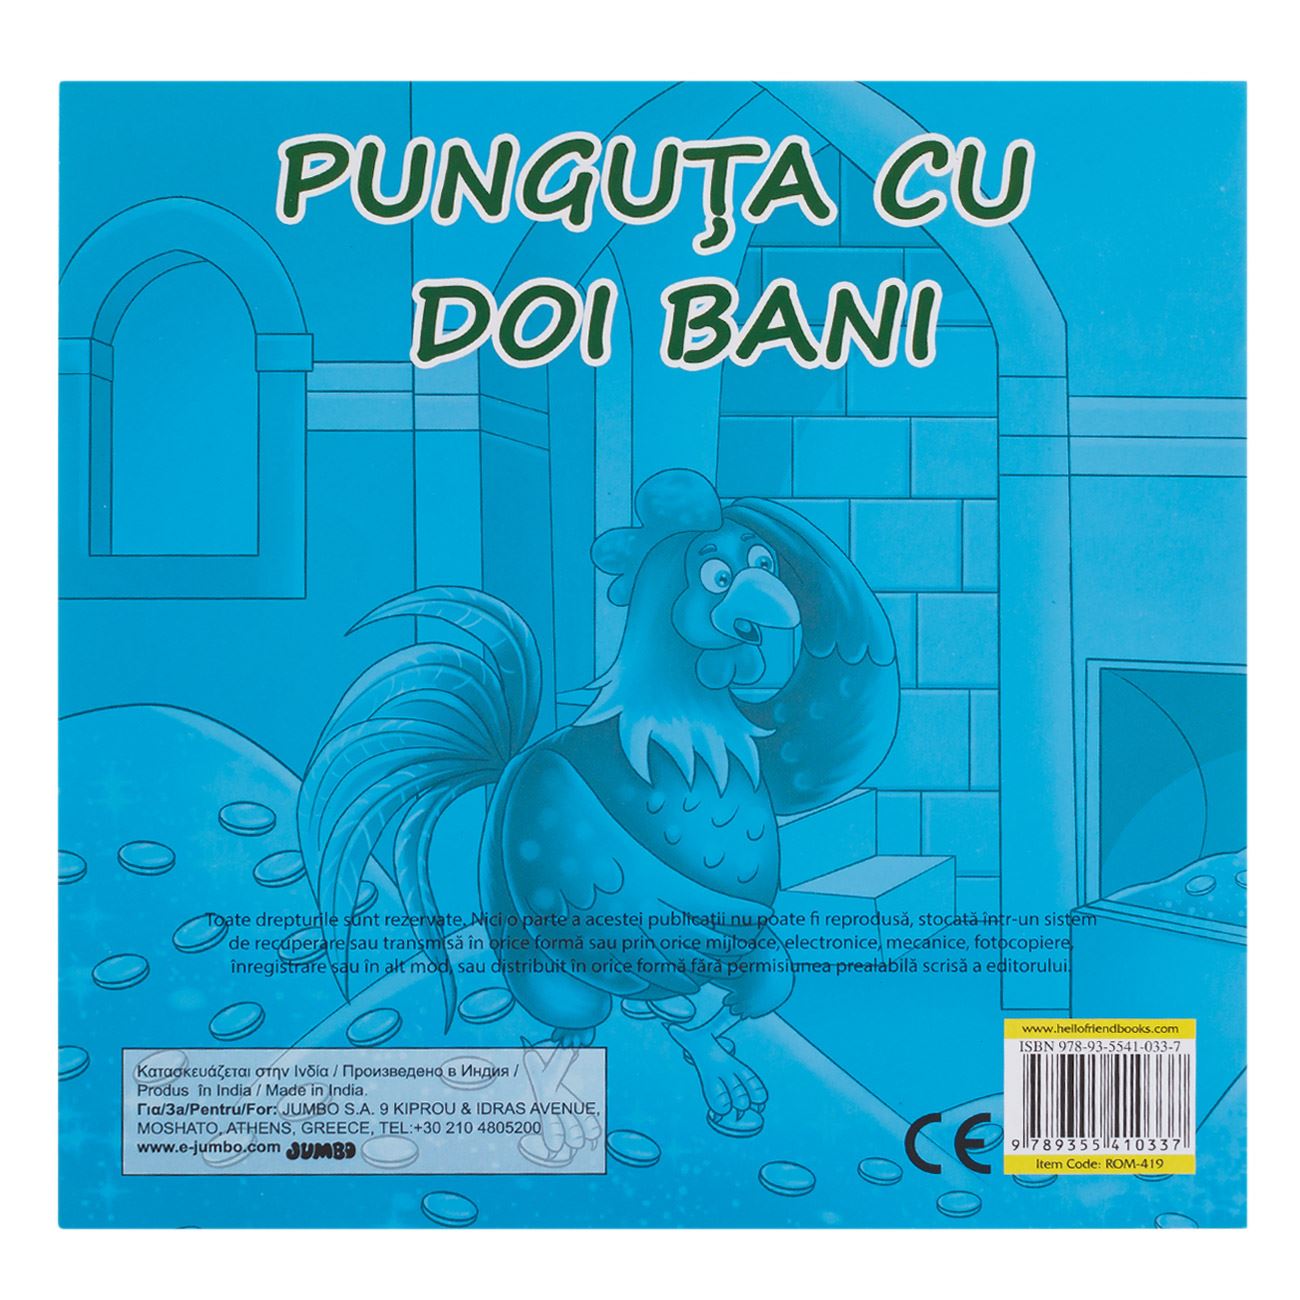 PUNGUȚA CU
DOI BANI
Toate drepturile sunt rezervate. Nici o parte a acestei publicații nu poate fi reprodusă, stocată într-un sistem
de recuperare sau transmisă în orice formă sau prin orice mijloace, electronice, mecanice, fotocopiere,
înregistrare sau în alt mod, sau distribuit în orice formă fără permisiunea prealabilă scrisă a editorului.
www.hellofriendbooks.com
ISBN 978-93-5541-033-7
9 789355 410337
Item Code: ROM-419
CE
Κατασκευάζεται στην Ινδία / Произведено в Индия /
Produs în India / Made in India.
Για/За/Pentru/For: JUMBO S.A. 9 KIPROU & IDRAS AVENUE,
MOSHATO, ATHENS, GREECE, TEL:+30 210 4805200
www.e-jumbo.com JUMBO